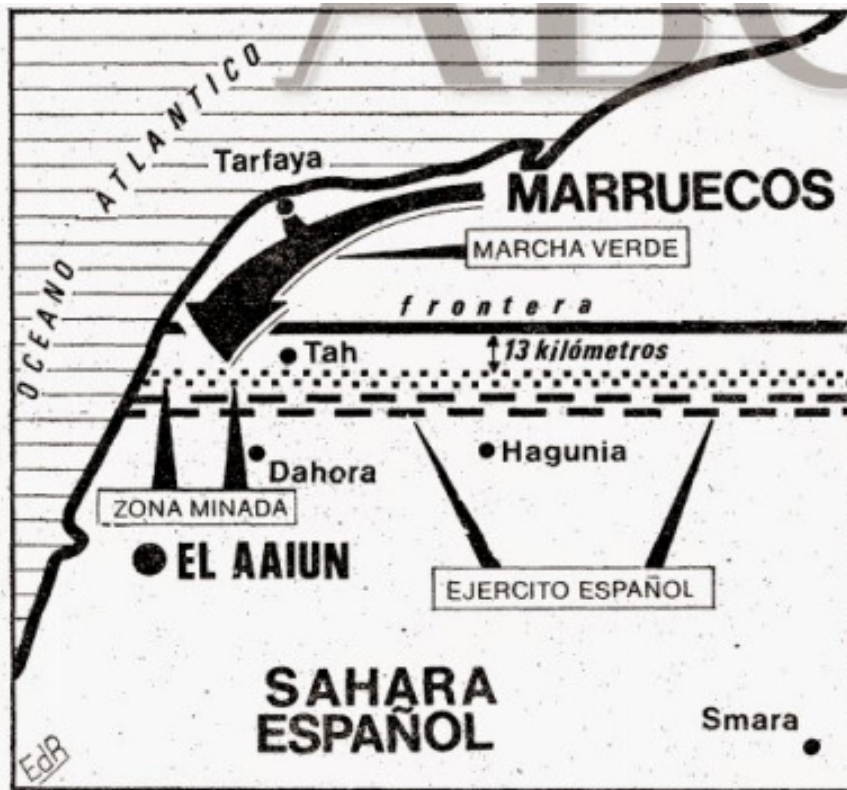 ABC
OCEANO ATLANTICO
Tarfaya
MARRUECOS
MARCHA VERDE
frontera
Tah
13 kilómetros
Dahora
Hagunia
ZONA MINADA
EL AAIUN
EJERCITO ESPAÑOL
SAHARA
ESPAÑOL
Smara
EdR